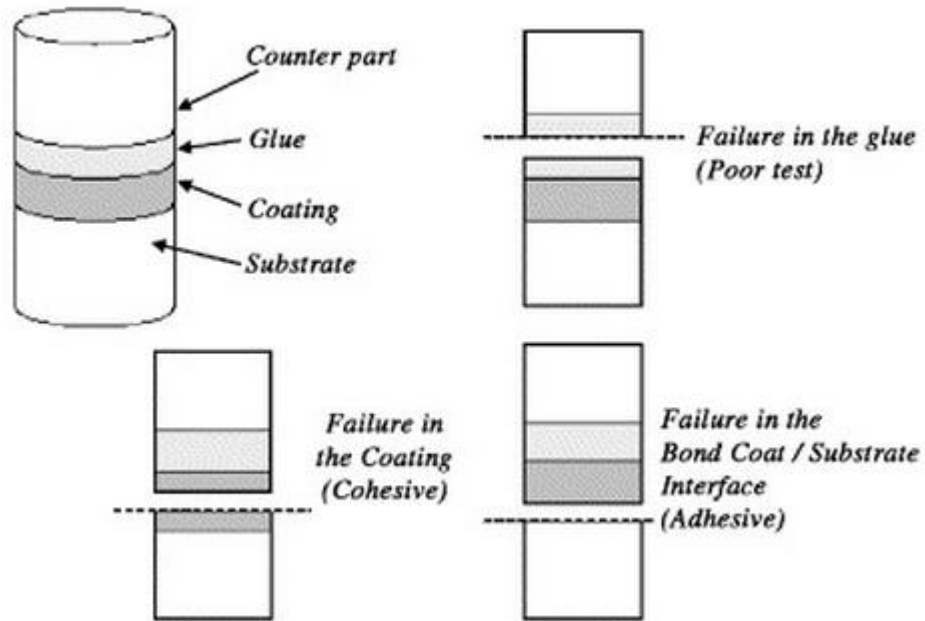 Counter part
Glue
Coating
Substrate
Failure in the glue
(Poor test)
Failure in
the Coating
(Cohesive)
Failure in the
Bond Coat / Substrate
Interface
(Adhesive)